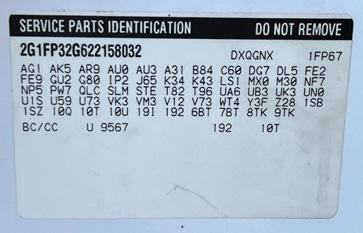 SERVICE PARTS IDENTIFICATION DO NOT REMOVE
2G1FP32G622158032 DXQGNX 1FP67
AG1 AK5 AR9 AU0 AU3 A31 B84 C60 DG7 DL5 FE2
FE9 GU2 G80 IP2 J65 K34 K43 LS1 MX0 M30 NF7
NP5 PW7 QLC SLM STE T82 T96 UA6 UB3 UK3 UN0
U1S U59 U73 VK3 VM3 V12 V73 WT4 Y3F Z28 1SB
1SZ 10Q 10T 10U 19I 192 6BT 7BT 8TK 9TK
BC/CC U 9567 192 10T